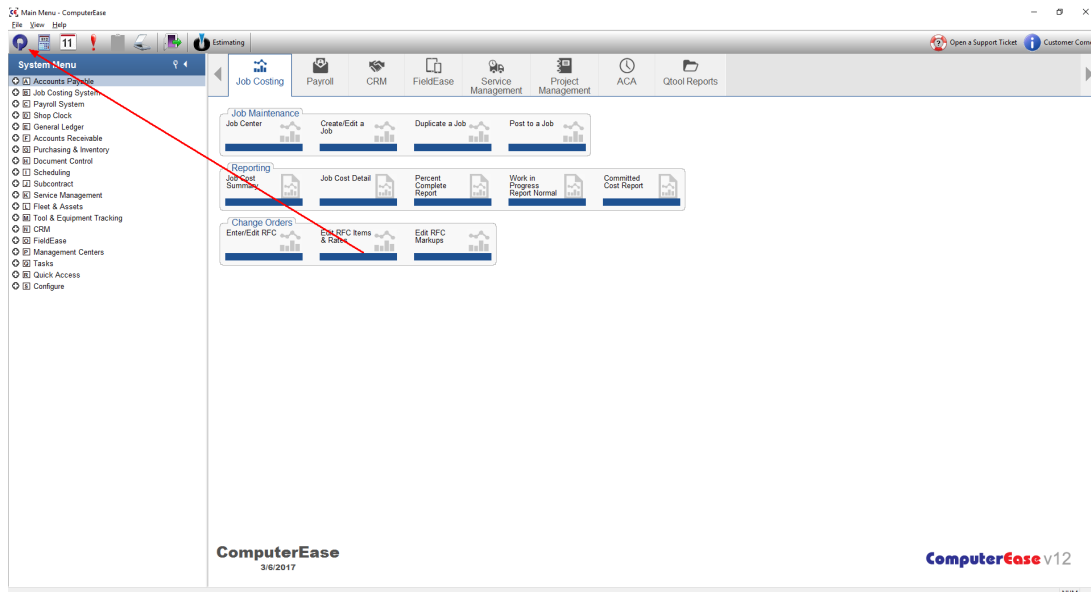 Main Menu - ComputerEase
File View Help
11 Estimating Open a Support Ticket Customer Com
System Menu
A Accounts Payable
B Job Costing System
C Payroll System
D Shop Clock
E General Ledger
F Accounts Receivable
G Purchasing & Inventory
H Document Control
I Scheduling
J Subcontract
K Service Management
L Fleet & Assets
M Tool & Equipment Tracking
N CRM
O FieldEase
P Management Centers
Q Tasks
R Quick Access
S Configure
Job Costing
Payroll
CRM
FieldEase
Service
Management
Project
Management
ACA
Qtool Reports
Job Maintenance
Job Center
Create/Edit a
Job
Duplicate a Job
Post to a Job
Reporting
Job Cost
Summary
Job Cost Detail
Percent
Complete
Report
Work in
Progress
Report Normal
Committed
Cost Report
Change Orders
Enter/Edit RFC
Edit RFC Items
& Rates
Edit RFC
Markups
ComputerEase
3/6/2017
ComputerEase v12